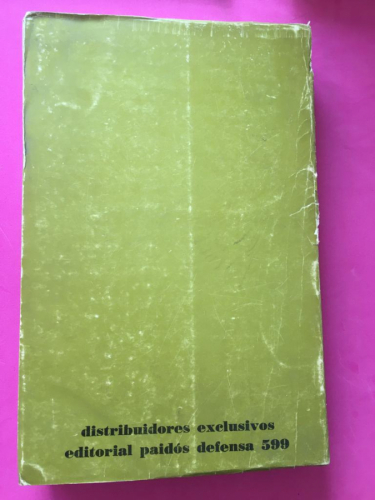 distribuidores exclusivos
editorial paidós defensa 599